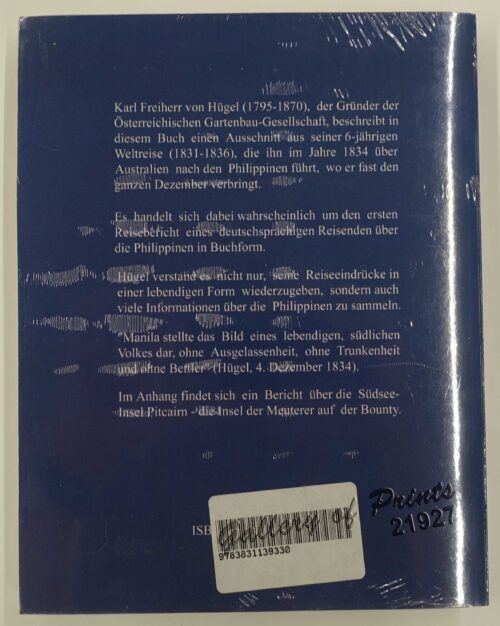 Karl Freiherr von Hügel (1795-1870), der Gründer der
Österreichischen Gartenbau-Gesellschaft, beschreibt in
diesem Buch einen Ausschnitt aus seiner 6-jährigen
Weltreise (1831-1836), die ihn im Jahre 1834 über
Australien nach den Philippinen führt, wo er fast den
ganzen Dezember verbringt.
Es handelt sich dabei wahrscheinlich um den ersten
Reisebericht eines deutschsprachigen Reisenden über
die Philippinen in Buchform.
Hügel verstand es nicht nur, seine Reiseeindrücke in
einer lebendigen Form wiederzugeben, sondern auch
viele Informationen über die Philippinen zu sammeln.
"Manila stellte das Bild eines lebendigen, südlichen
Volkes dar, ohne Ausgelassenheit, ohne Trunkenheit
und ohne Bettler" (Hügel, 4. Dezember 1834).
Im Anhang findet sich ein Bericht über die Südsee-
Insel Pitcairn - die Insel der Meuterer auf der Bounty.
ISB
Gallery of Prints
21927
9783831139330